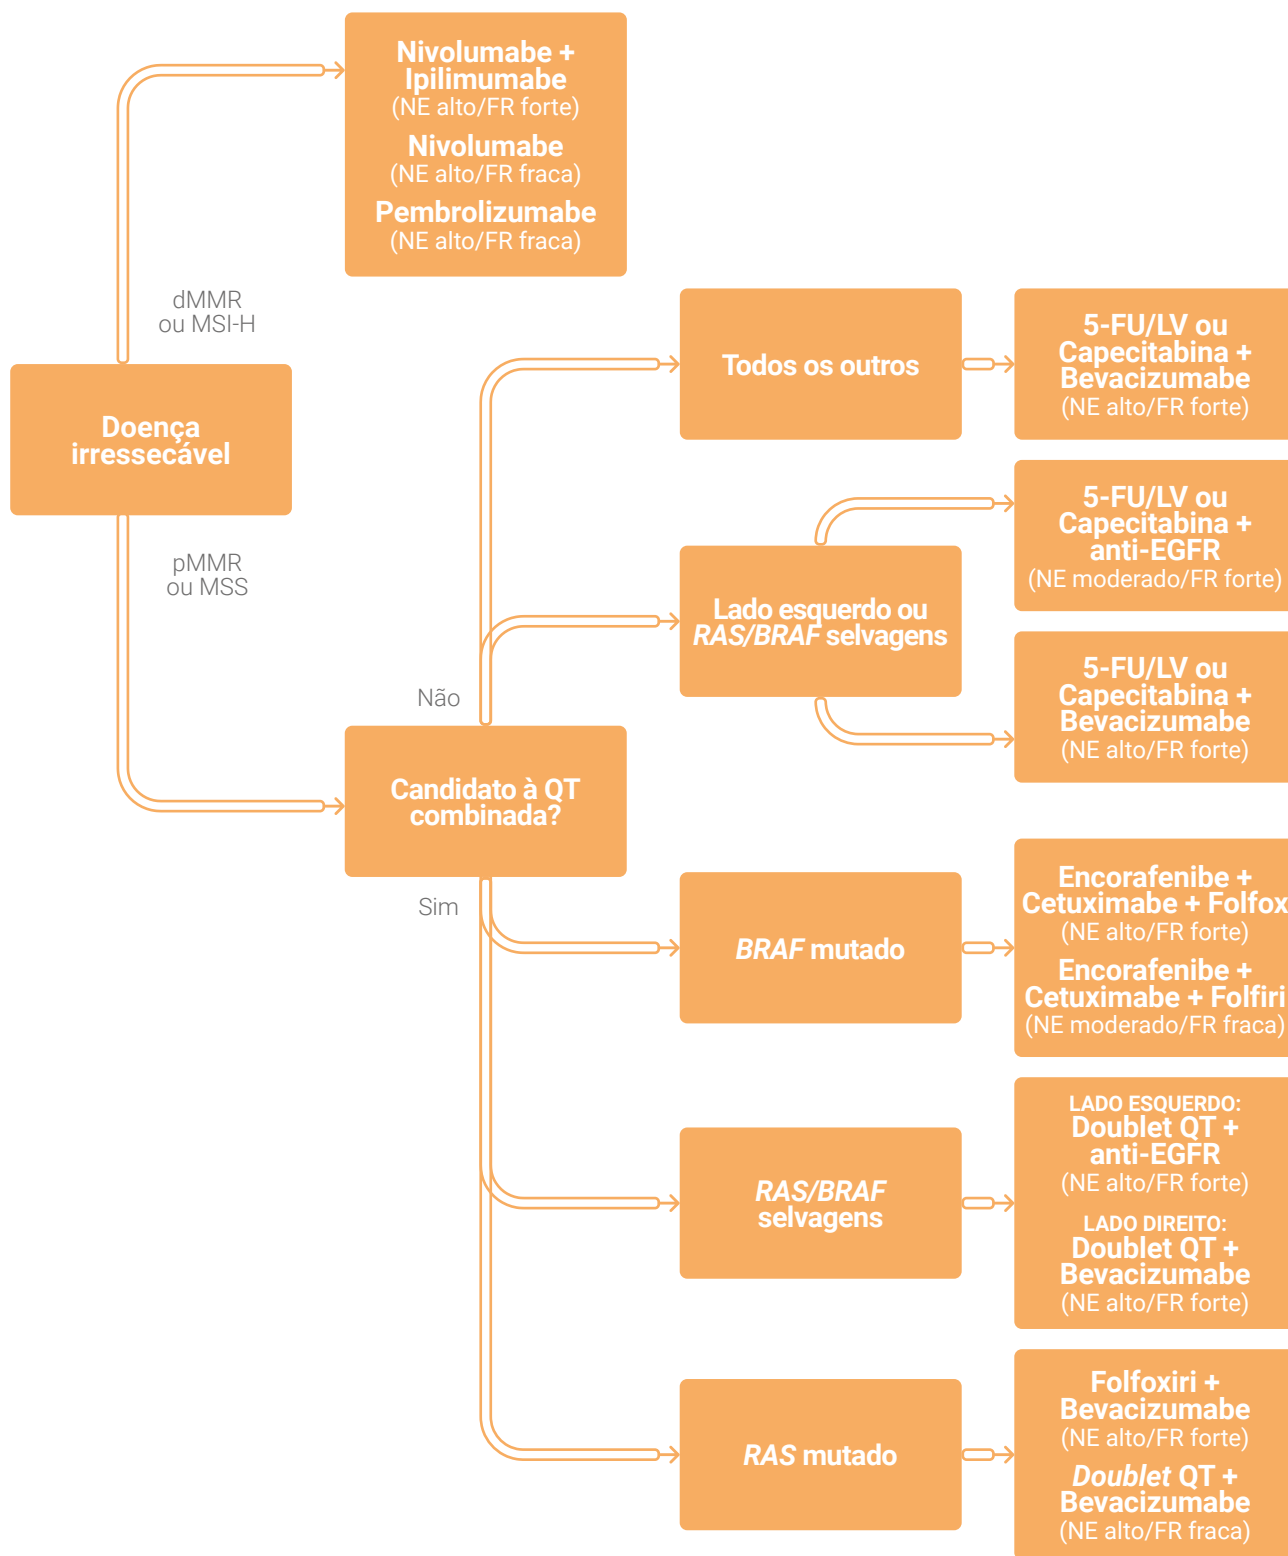 Nivolumabe +
Ipilimumabe
(NE alto/FR forte)
Nivolumabe
(NE alto/FR fraca)
Pembrolizumabe
(NE alto/FR fraca)
dMMR
ou MSI-H
Doença
irressecável
pMMR
ou MSS
Candidato à QT
combinada?
Não
Todos os outros
5-FU/LV ou
Capecitabina +
Bevacizumabe
(NE alto/FR forte)
Lado esquerdo ou
RAS/BRAF selvagens
5-FU/LV ou
Capecitabina +
anti-EGFR
(NE moderado/FR forte)
5-FU/LV ou
Capecitabina +
Bevacizumabe
(NE alto/FR forte)
Sim
BRAF mutado
Encorafenibe +
Cetuximabe + Folfox
(NE alto/FR forte)
Encorafenibe +
Cetuximabe + Folfiri
(NE moderado/FR fraca)
RAS/BRAF
selvagens
LADO ESQUERDO:
Doublet QT +
anti-EGFR
(NE alto/FR forte)
LADO DIREITO:
Doublet QT +
Bevacizumabe
(NE alto/FR forte)
RAS mutado
Folfoxiri +
Bevacizumabe
(NE alto/FR forte)
Doublet QT +
Bevacizumabe
(NE alto/FR fraca)